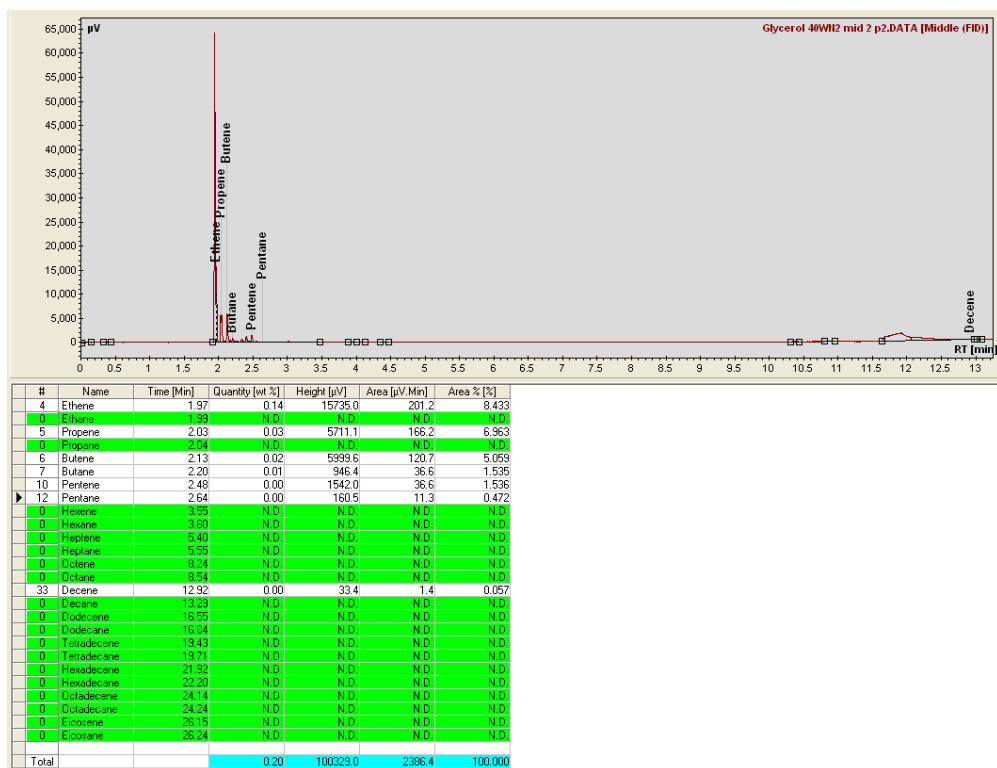 µV
Glycerol 40WN2 mid 2 p2.DATA [Middle (FID)]
65,000
60,000
55,000
50,000
45,000
40,000
35,000
30,000
25,000
20,000
15,000
10,000
5,000
0
Ethene
Propene
Butene
Butane
Pentene
Pentane
Decene
RT [min]
0 0.5 1 1.5 2 2.5 3 3.5 4 4.5 5 5.5 6 6.5 7 7.5 8 8.5 9 9.5 10 10.5 11 11.5 12 12.5 13
# Name Time [Min] Quantity [wt %] Height [µV] Area [µV.Min] Area % [%]
4 Ethene 1.97 0.14 15735.0 201.2 8.433
0 Ethane 1.99 N.D. N.D. N.D. N.D.
5 Propene 2.03 0.03 5711.1 166.2 6.963
0 Propane 2.04 N.D. N.D. N.D. N.D.
6 Butene 2.13 0.02 5999.6 120.7 5.059
7 Butane 2.20 0.01 946.4 36.6 1.535
10 Pentene 2.48 0.00 1542.0 36.6 1.536
12 Pentane 2.64 0.00 160.5 11.3 0.472
0 Hexene 3.55 N.D. N.D. N.D. N.D.
0 Hexane 3.60 N.D. N.D. N.D. N.D.
0 Heptene 5.40 N.D. N.D. N.D. N.D.
0 Heptane 5.55 N.D. N.D. N.D. N.D.
0 Octene 8.24 N.D. N.D. N.D. N.D.
0 Octane 8.54 N.D. N.D. N.D. N.D.
33 Decene 12.92 0.00 33.4 1.4 0.057
0 Decane 13.29 N.D. N.D. N.D. N.D.
0 Dodecene 16.55 N.D. N.D. N.D. N.D.
0 Dodecane 16.84 N.D. N.D. N.D. N.D.
0 Tetradecene 19.43 N.D. N.D. N.D. N.D.
0 Tetradecane 19.71 N.D. N.D. N.D. N.D.
0 Hexadecene 21.92 N.D. N.D. N.D. N.D.
0 Hexadecane 22.20 N.D. N.D. N.D. N.D.
0 Octadecene 24.14 N.D. N.D. N.D. N.D.
0 Octadecane 24.24 N.D. N.D. N.D. N.D.
0 Eicosene 26.15 N.D. N.D. N.D. N.D.
0 Eicosane 26.24 N.D. N.D. N.D. N.D.
Total 0.20 100329.0 2386.4 100.000